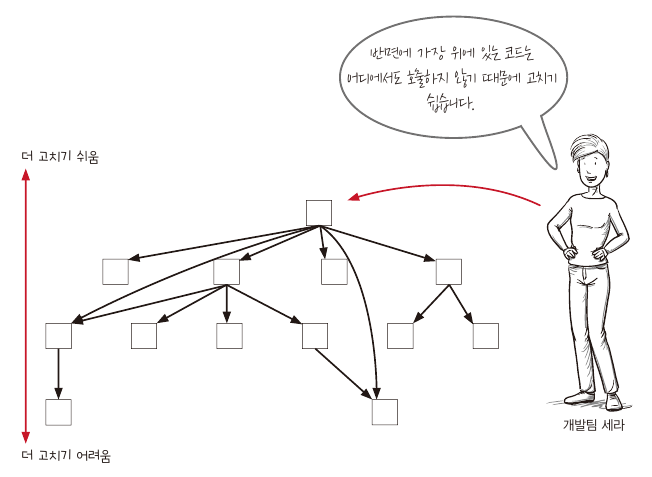 반면에 가장 위에 있는 코드는
어디에서도 호출하지 않기 때문에 고치기
쉽습니다.
더 고치기 쉬움
더 고치기 어려움
개발팀 세라